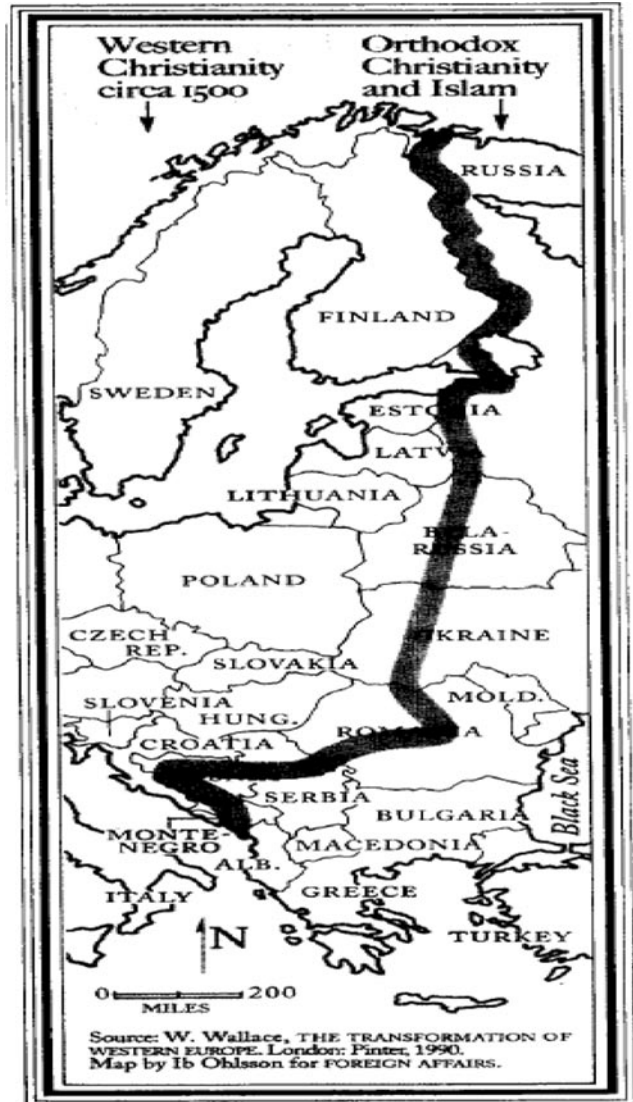 Western
Christianity
circa 1500
Orthodox
Christianity
and Islam
RUSSIA
FINLAND
SWEDEN
ESTONIA
LATVIA
LITHUANIA
BELA-
RUSSIA
POLAND
CZECH
REP.
UKRAINE
SLOVAKIA
SLOVENIA
HUNG.
MOLD.
ROMANIA
CROATIA
SERBIA
BULGARIA
Black Sea
MONTE-
NEGRO
MACEDONIA
ALB.
ITALY
GREECE
TURKEY
N
0 200
MILES
Source: W. Wallace, THE TRANSFORMATION OF
WESTERN EUROPE. London: Pinter, 1990.
Map by Ib Ohlsson for FOREIGN AFFAIRS.